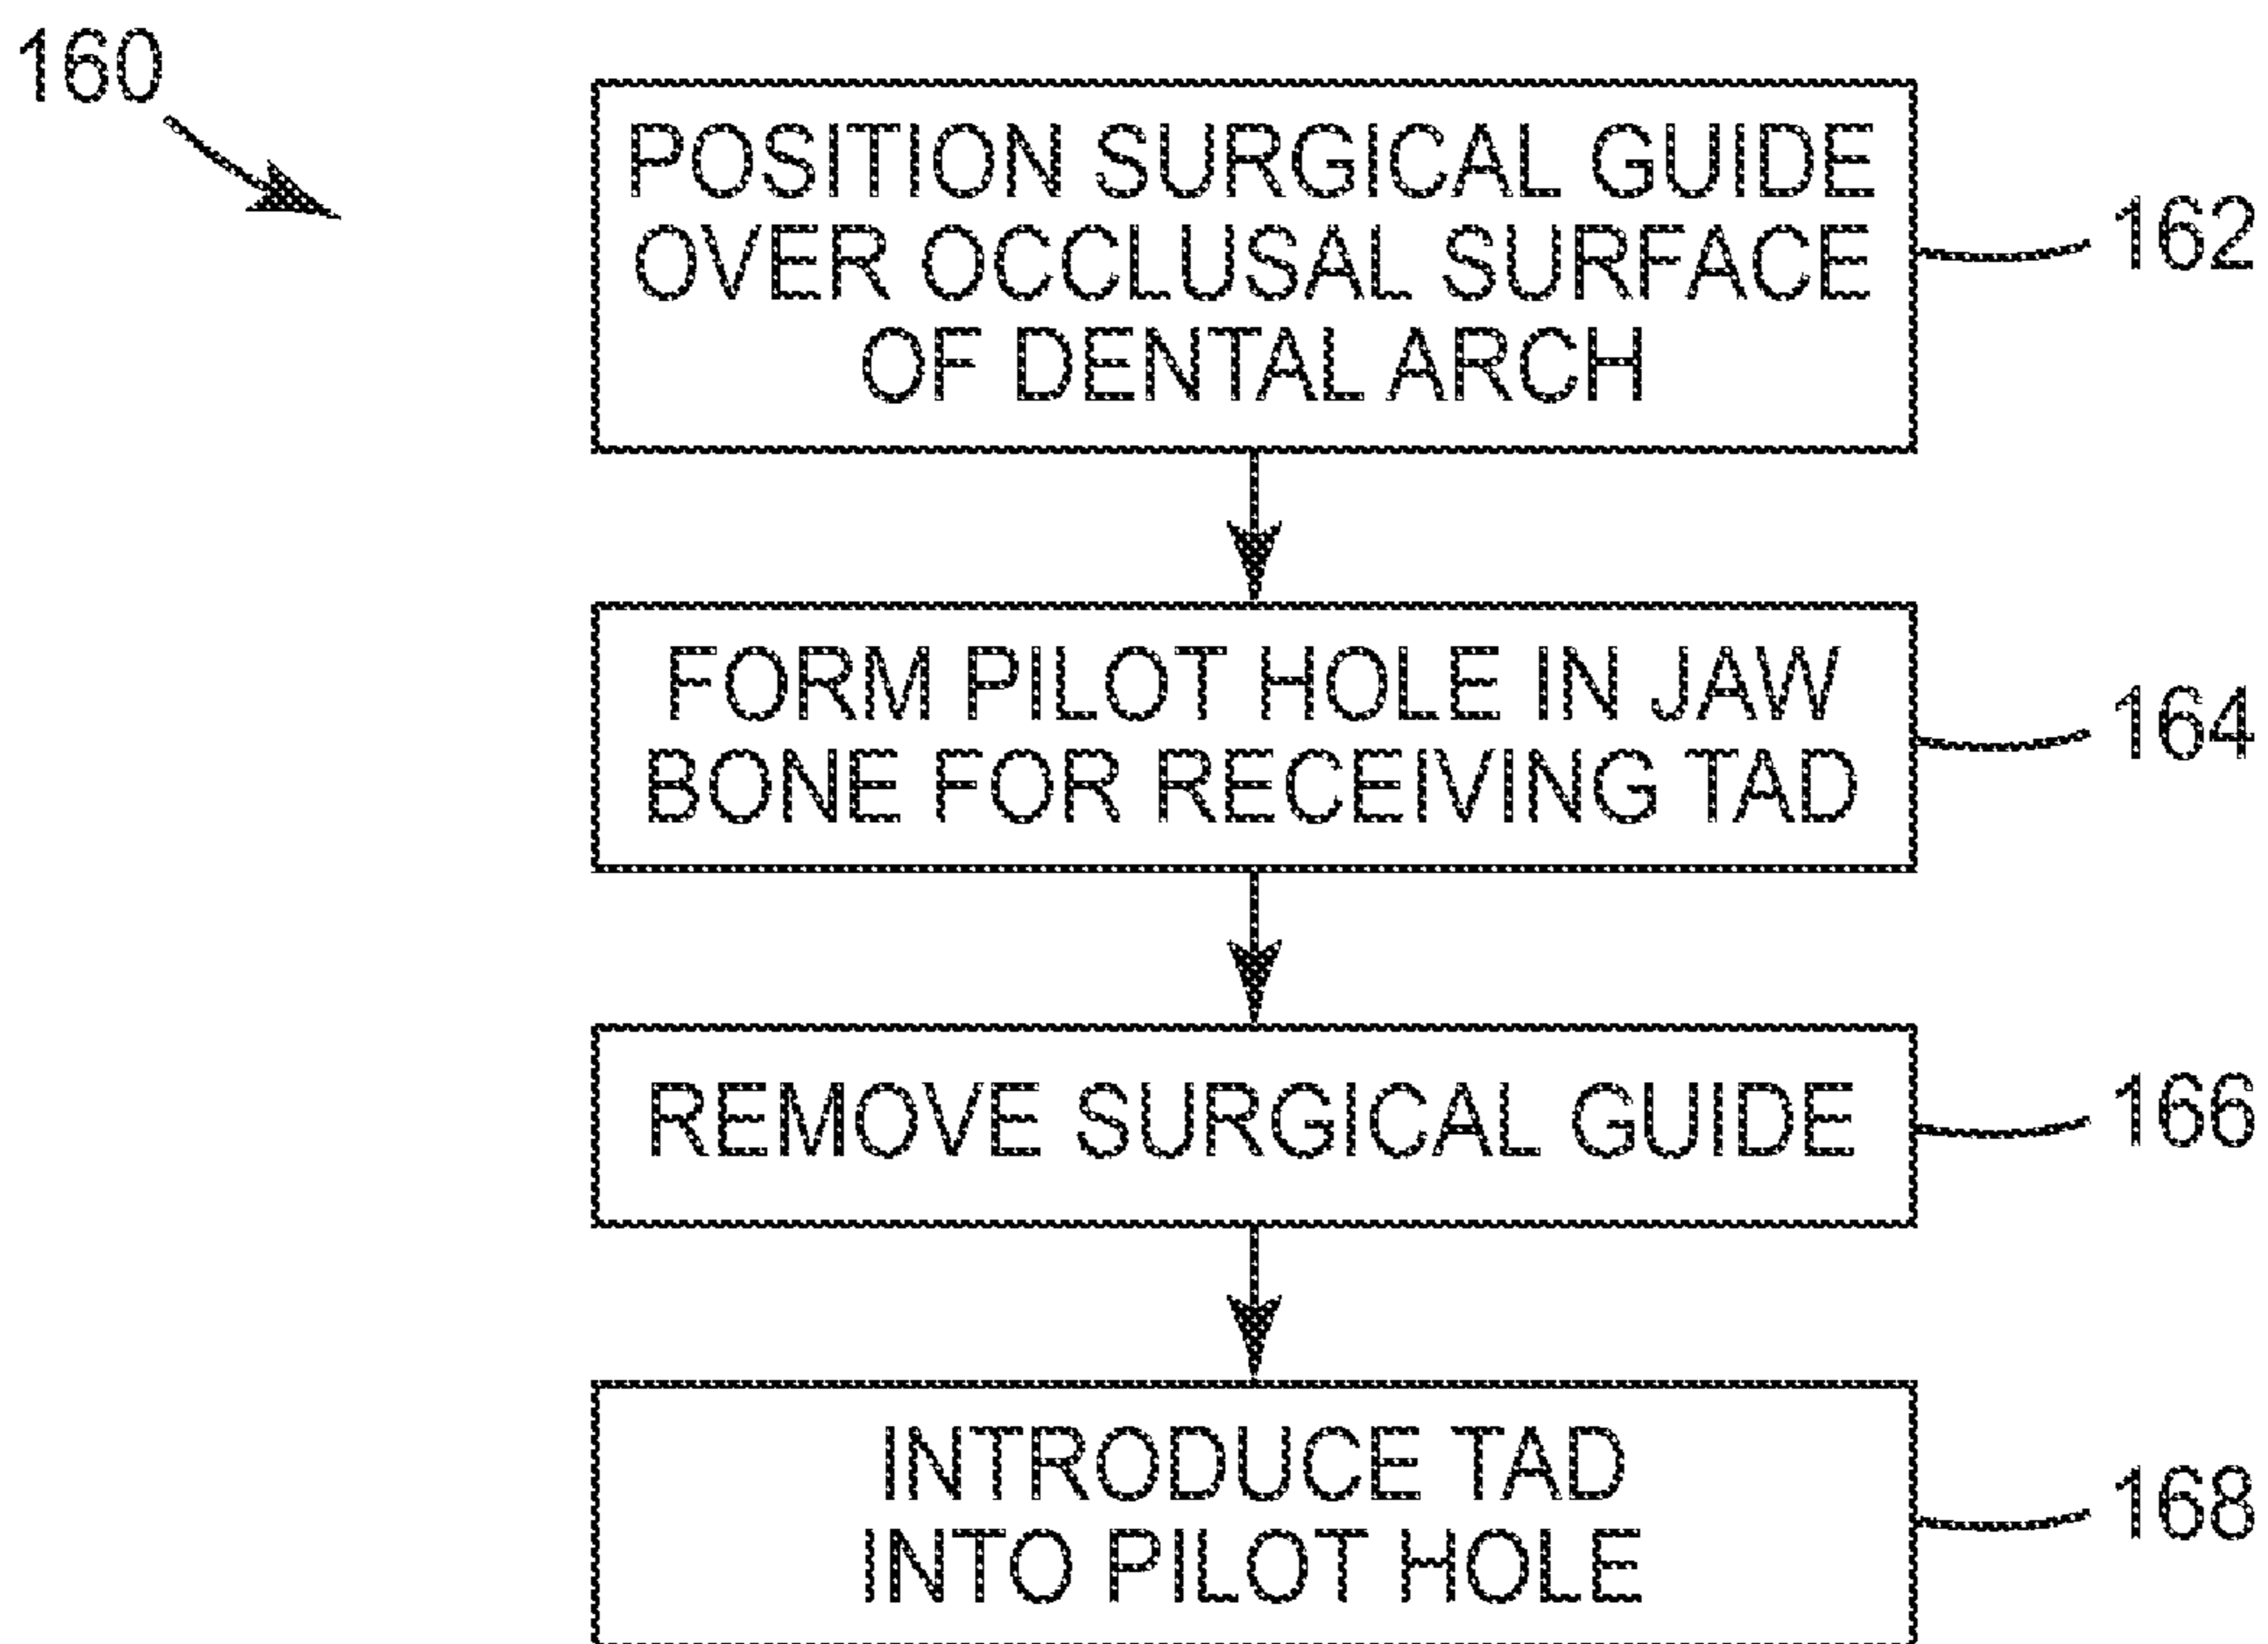 160
POSITION SURGICAL GUIDE
OVER OCCLUSAL SURFACE
OF DENTAL ARCH
162
FORM PILOT HOLE IN JAW
BONE FOR RECEIVING TAD
164
REMOVE SURGICAL GUIDE
166
INTRODUCE TAD
INTO PILOT HOLE
168